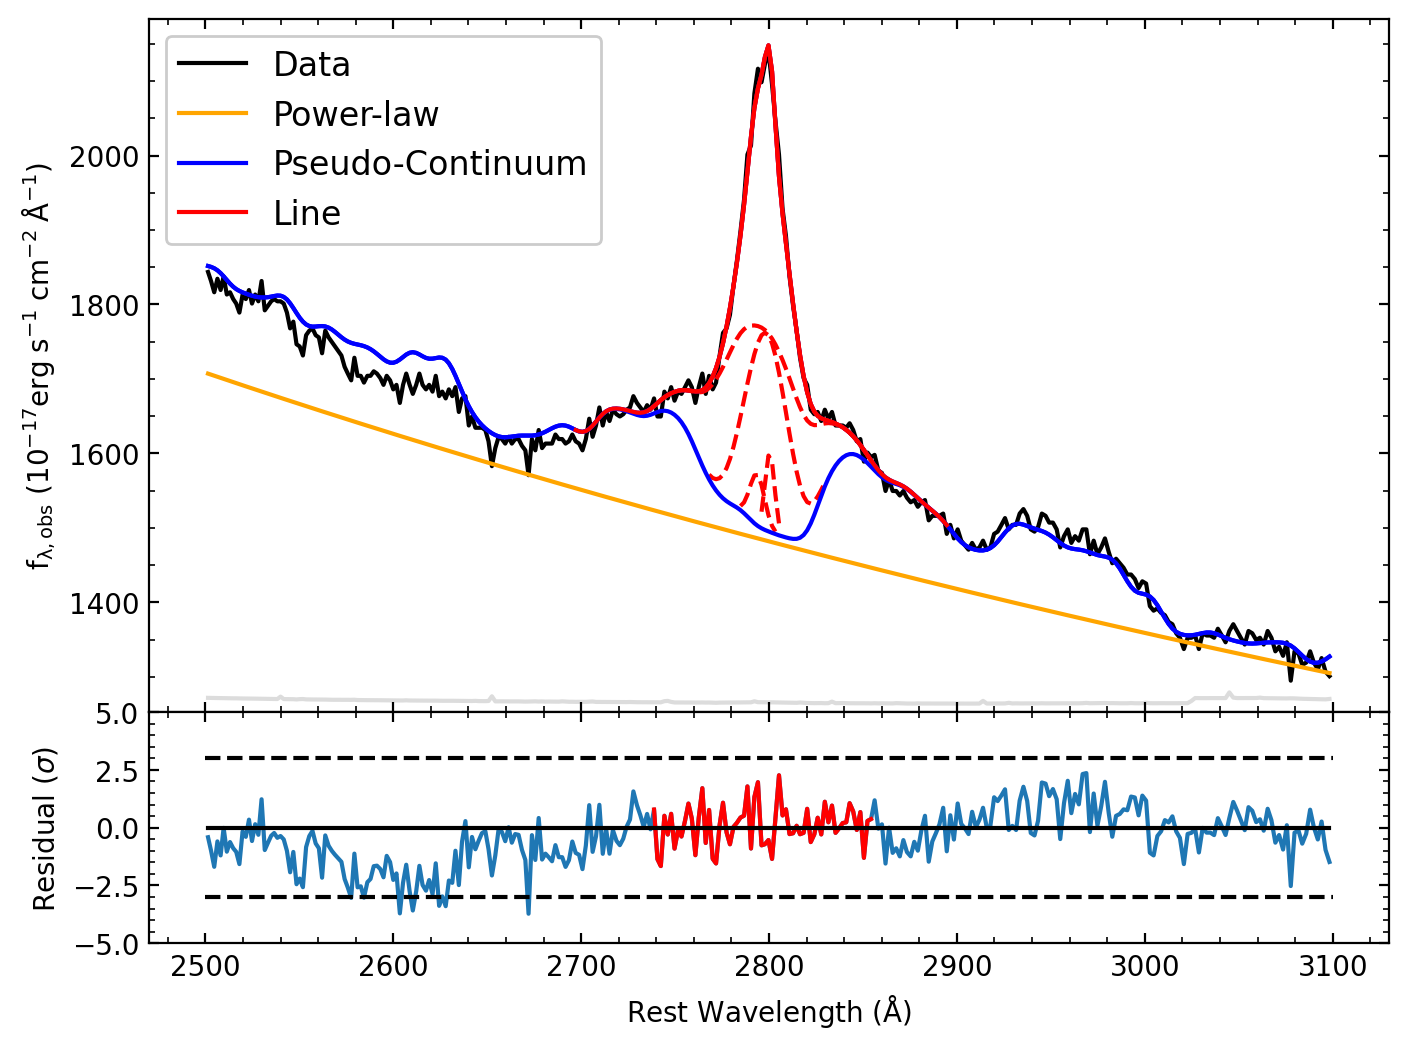 Data
Power-law
Pseudo-Continuum
Line
f_{λ, obs} (10^{−17}erg s^{−1} cm^{−2} Å^{−1})
2000
1800
1600
1400
5.0
2.5
0.0
−2.5
−5.0
Residual (σ)
2500 2600 2700 2800 2900 3000 3100
Rest Wavelength (Å)